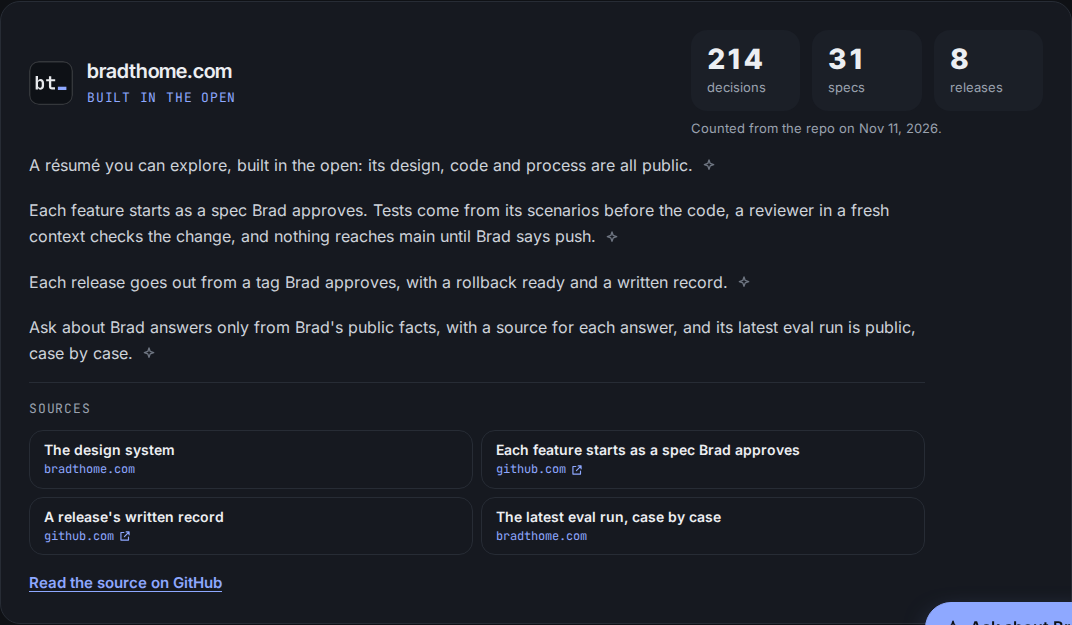 bt_
bradthome.com
BUILT IN THE OPEN
214
decisions
31
specs
8
releases
Counted from the repo on Nov 11, 2026.
A résumé you can explore, built in the open: its design, code and process are all public.
Each feature starts as a spec Brad approves. Tests come from its scenarios before the code, a reviewer in a fresh
context checks the change, and nothing reaches main until Brad says push.
Each release goes out from a tag Brad approves, with a rollback ready and a written record.
Ask about Brad answers only from Brad's public facts, with a source for each answer, and its latest eval run is public,
case by case.
SOURCES
The design system
bradthome.com
Each feature starts as a spec Brad approves
github.com
A release's written record
github.com
The latest eval run, case by case
bradthome.com
Read the source on GitHub
Ask about